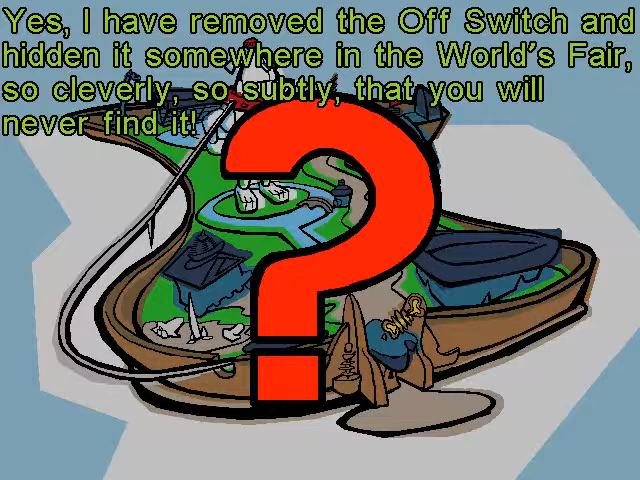 Yes, I have removed the Off Switch and
hidden it somewhere in the World's Fair,
so cleverly, so subtly, that you will
never find it!
?